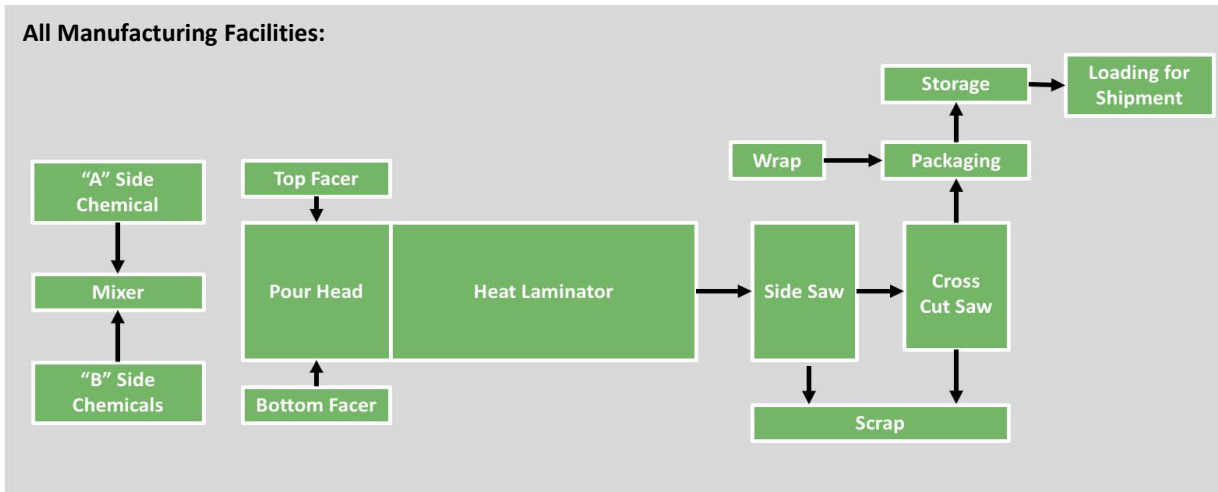 All Manufacturing Facilities:
“A” Side
Chemical
Mixer
“B” Side
Chemicals
Top Facer
Pour Head
Bottom Facer
Heat Laminator
Side Saw
Cross
Cut Saw
Scrap
Wrap
Packaging
Storage
Loading for
Shipment